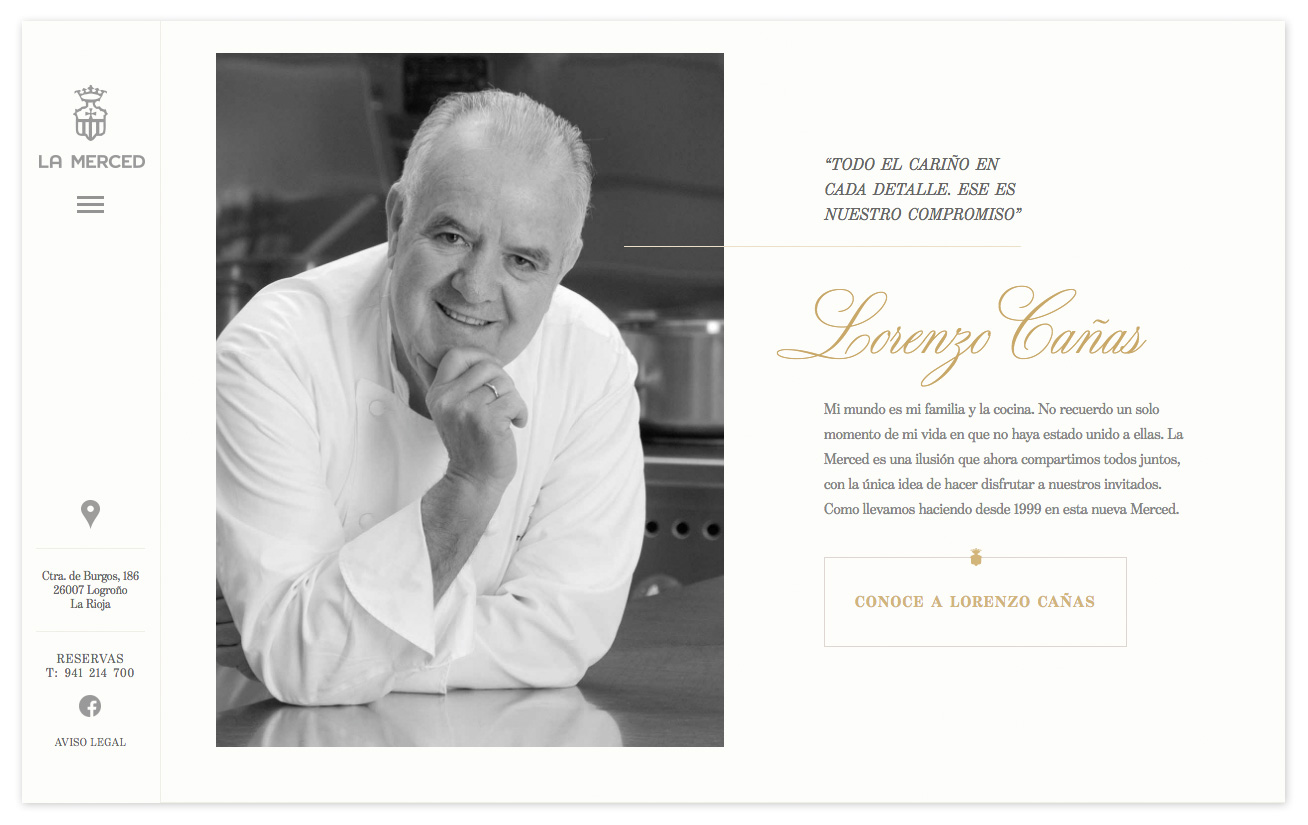 LA MERCED
Ctra. de Burgos, 186
26007 Logroño
La Rioja
RESERVAS
T: 941 214 700
AVISO LEGAL
“TODO EL CARIÑO EN
CADA DETALLE. ESE ES
NUESTRO COMPROMISO”
Lorenzo Cañas
Mi mundo es mi familia y la cocina. No recuerdo un solo
momento de mi vida en que no haya estado unido a ellas. La
Merced es una ilusión que ahora compartimos todos juntos,
con la única idea de hacer disfrutar a nuestros invitados.
Como llevamos haciendo desde 1999 en esta nueva Merced.
CONOCE A LORENZO CAÑAS